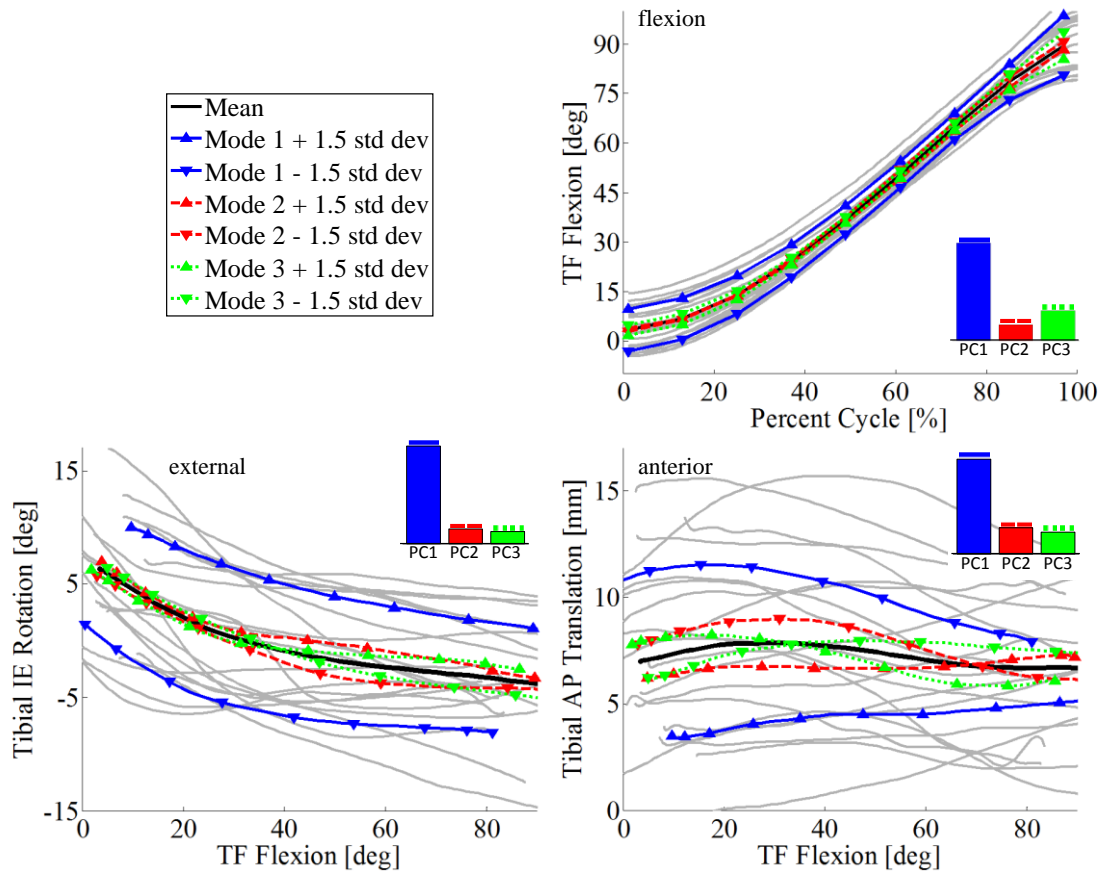 flexion
90
75
60
45
30
15
0
TF Flexion [deg]
PC1 PC2 PC3
0 20 40 60 80 100
Percent Cycle [%]
Mean
Mode 1 + 1.5 std dev
Mode 1 - 1.5 std dev
Mode 2 + 1.5 std dev
Mode 2 - 1.5 std dev
Mode 3 + 1.5 std dev
Mode 3 - 1.5 std dev
external
15
5
-5
-15
Tibial IE Rotation [deg]
PC1 PC2 PC3
0 20 40 60 80
TF Flexion [deg]
anterior
15
10
5
0
Tibial AP Translation [mm]
PC1 PC2 PC3
0 20 40 60 80
TF Flexion [deg]